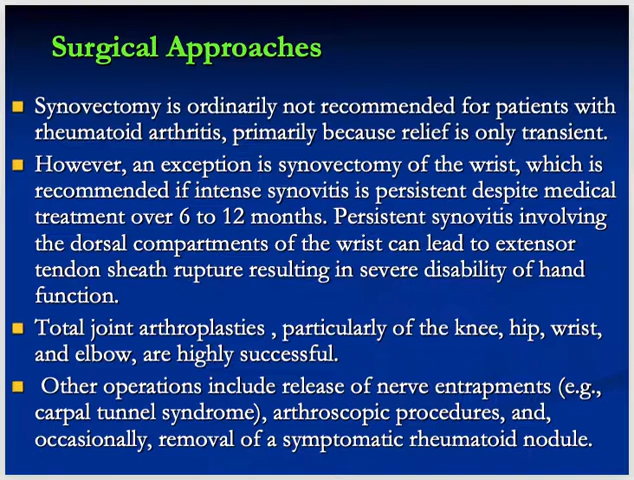 Surgical Approaches
Synovectomy is ordinarily not recommended for patients with
rheumatoid arthritis, primarily because relief is only transient.
However, an exception is synovectomy of the wrist, which is
recommended if intense synovitis is persistent despite medical
treatment over 6 to 12 months. Persistent synovitis involving
the dorsal compartments of the wrist can lead to extensor
tendon sheath rupture resulting in severe disability of hand
function.
Total joint arthroplasties , particularly of the knee, hip, wrist,
and elbow, are highly successful.
Other operations include release of nerve entrapments (e.g.,
carpal tunnel syndrome), arthroscopic procedures, and,
occasionally, removal of a symptomatic rheumatoid nodule.